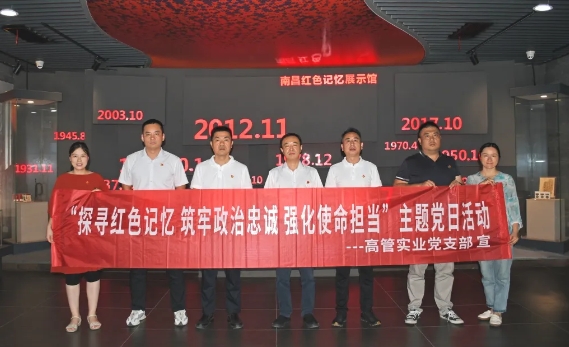 南昌红色记忆展示馆
2003.10
2012.11
2017.10
1945.8
1970.4
1931.12
“探寻红色记忆 筑牢政治忠诚 强化使命担当”主题党日活动
---高管实业党支部 宣